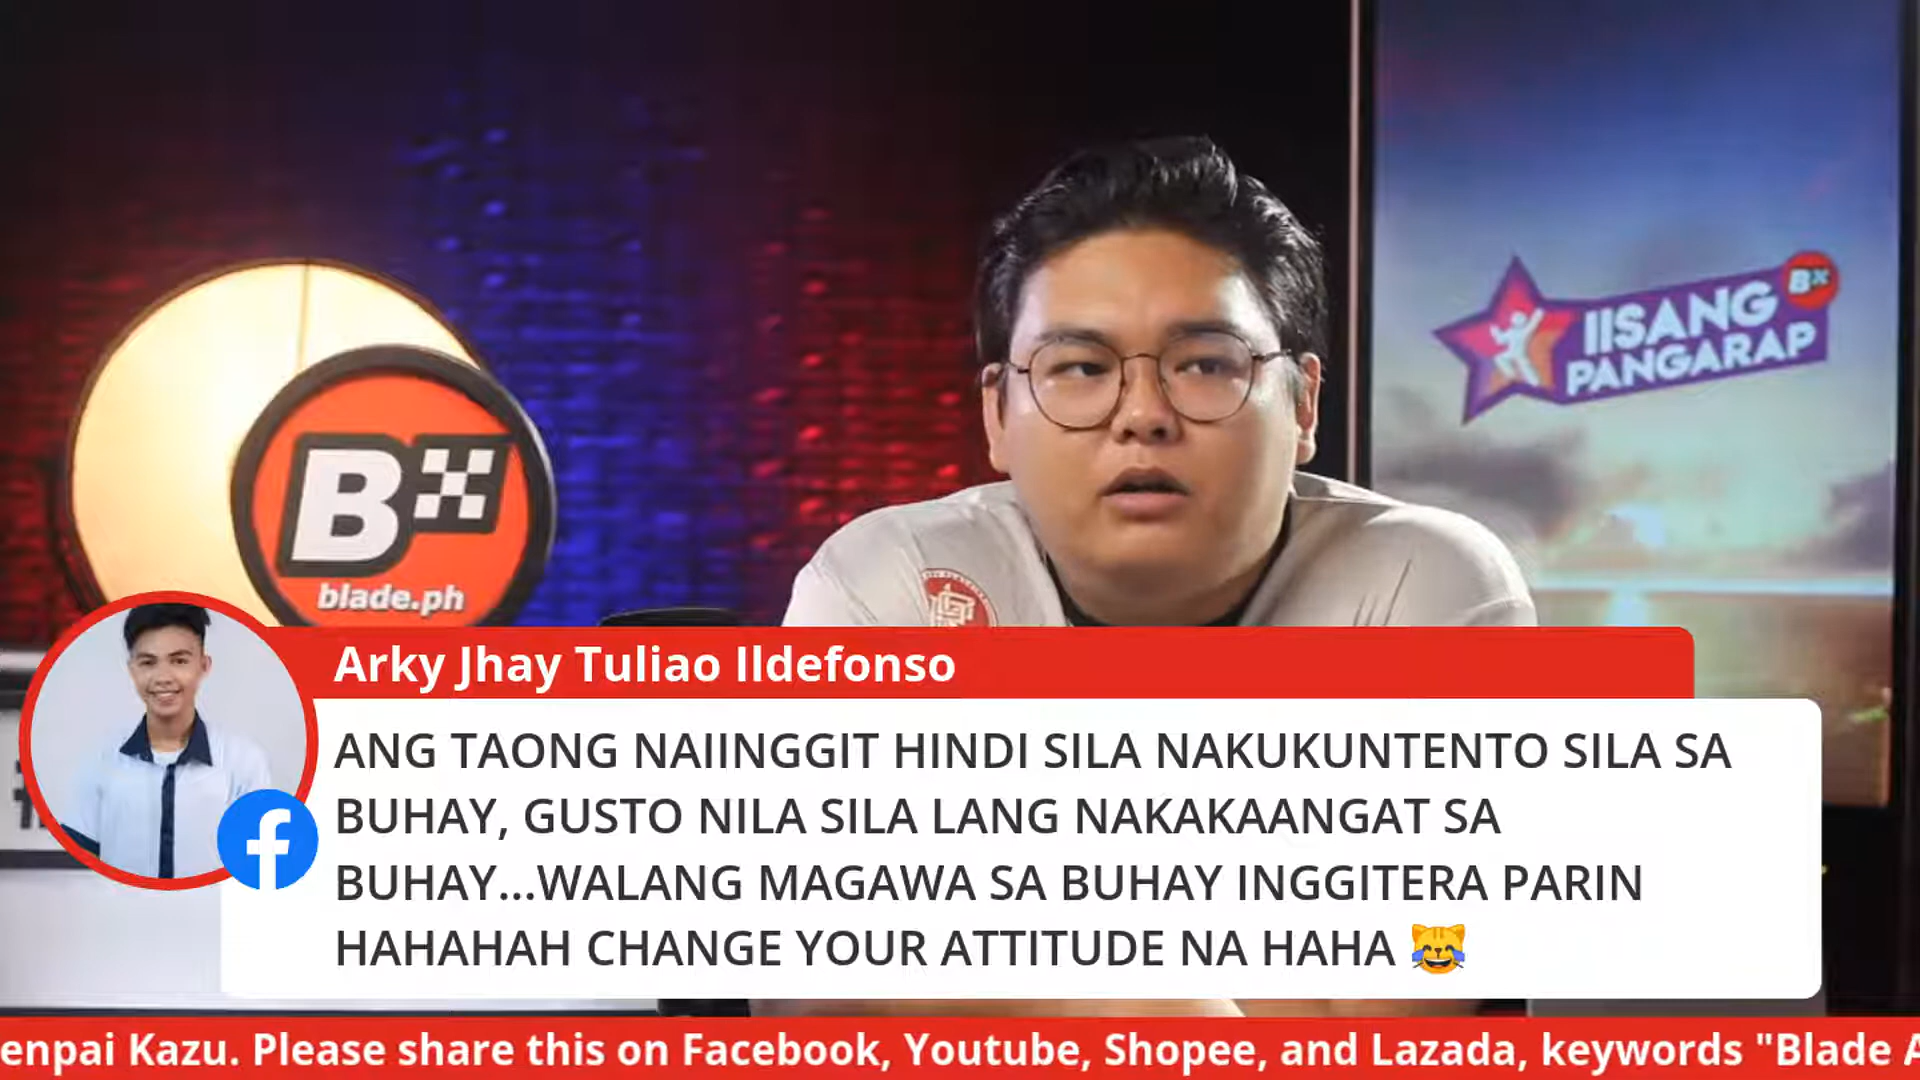 IISANG
PANGARAP
BX
BX
blade.ph
Arky Jhay Tuliao Ildefonso
ANG TAONG NAIINGGIT HINDI SILA NAKUKUNTENTO SILA SA
BUHAY, GUSTO NILA SILA LANG NAKAKAANGAT SA
BUHAY...WALANG MAGAWA SA BUHAY INGGITERA PARIN
HAHAHAH CHANGE YOUR ATTITUDE NA HAHA 😹
enpai Kazu. Please share this on Facebook, Youtube, Shopee, and Lazada, keywords "Blade A